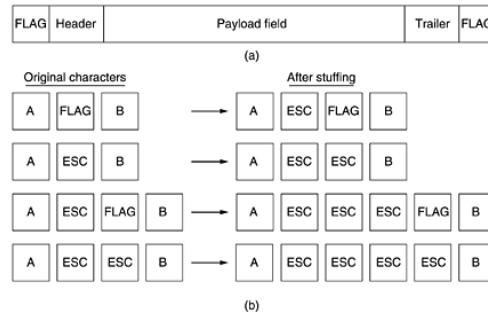 FLAG Header Payload field Trailer FLAG
(a)
Original characters After stuffing
A FLAG B A ESC FLAG B
A ESC B A ESC ESC B
A ESC FLAG B A ESC ESC ESC FLAG B
A ESC ESC B A ESC ESC ESC ESC B
(b)